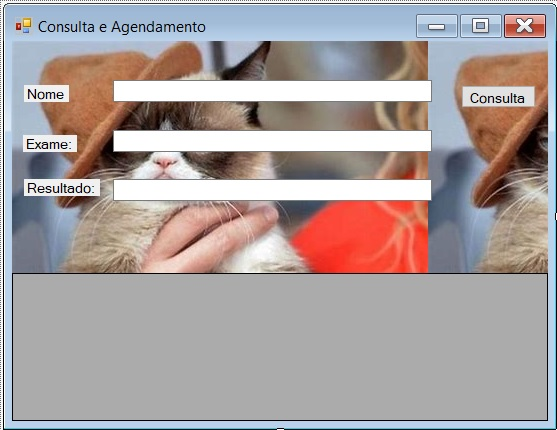 Consulta e Agendamento
Nome
Consulta
Exame:
Resultado: